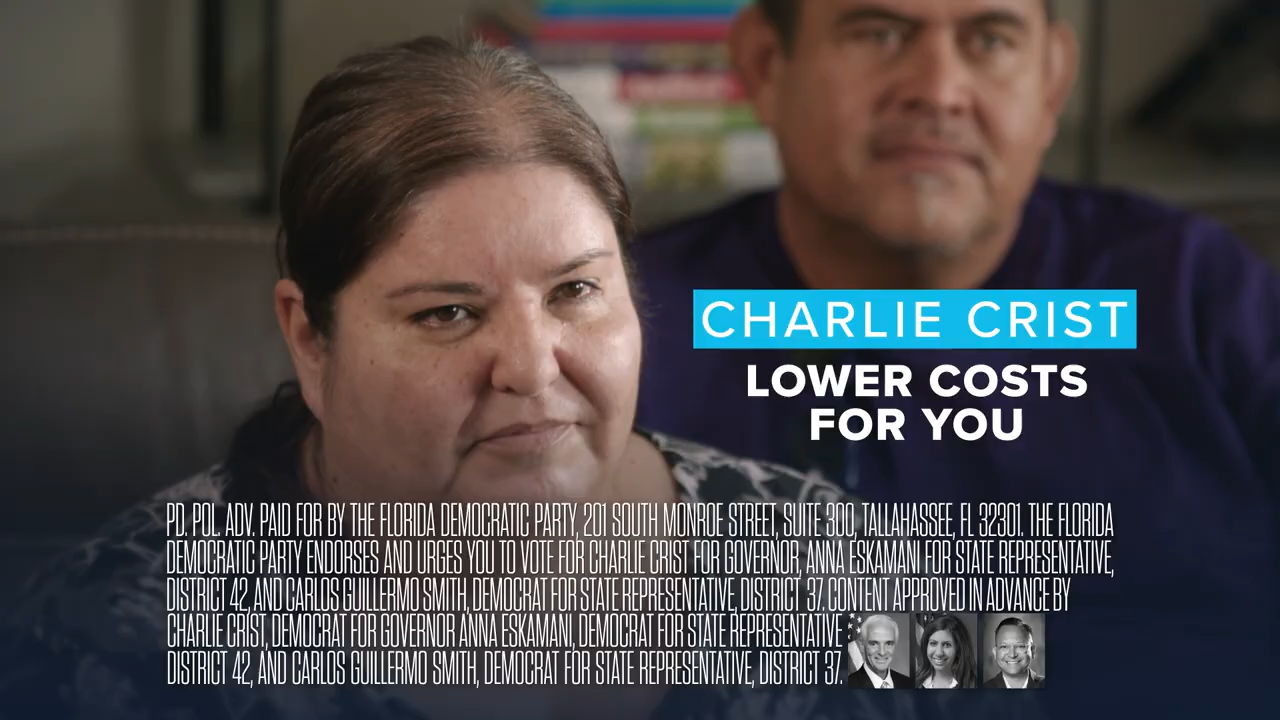 CHARLIE CRIST
LOWER COSTS
FOR YOU
PD. POL. ADV. PAID FOR BY THE FLORIDA DEMOCRATIC PARTY, 201 SOUTH MONROE STREET, SUITE 300, TALLAHASSEE, FL 32301. THE FLORIDA
DEMOCRATIC PARTY ENDORSES AND URGES YOU TO VOTE FOR CHARLIE CRIST FOR GOVERNOR, ANNA ESKAMANI FOR STATE REPRESENTATIVE,
DISTRICT 42, AND CARLOS GUILLERMO SMITH, DEMOCRAT FOR STATE REPRESENTATIVE, DISTRICT 37. CONTENT APPROVED IN ADVANCE BY
CHARLIE CRIST, DEMOCRAT FOR GOVERNOR ANNA ESKAMANI, DEMOCRAT FOR STATE REPRESENTATIVE
DISTRICT 42, AND CARLOS GUILLERMO SMITH, DEMOCRAT FOR STATE REPRESENTATIVE, DISTRICT 37.